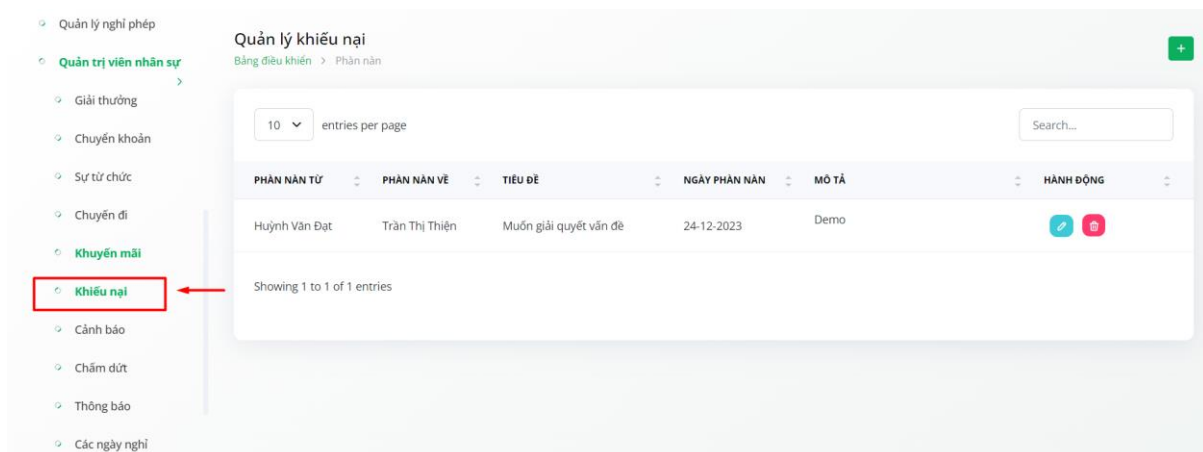 Quản lý nghỉ phép
Quản trị viên nhân sự
Giải thưởng
Chuyển khoản
Sự từ chức
Chuyến đi
Khuyến mãi
Khiếu nại
Cảnh báo
Chấm dứt
Thông báo
Các ngày nghỉ
Quản lý khiếu nại
Bảng điều khiển > Phàn nàn
+
10 entries per page
Search...
PHÀN NÀN TỪ PHÀN NÀN VỀ TIÊU ĐỀ NGÀY PHÀN NÀN MÔ TẢ HÀNH ĐỘNG
Huỳnh Văn Đạt Trần Thị Thiện Muốn giải quyết vấn đề 24-12-2023 Demo
Showing 1 to 1 of 1 entries